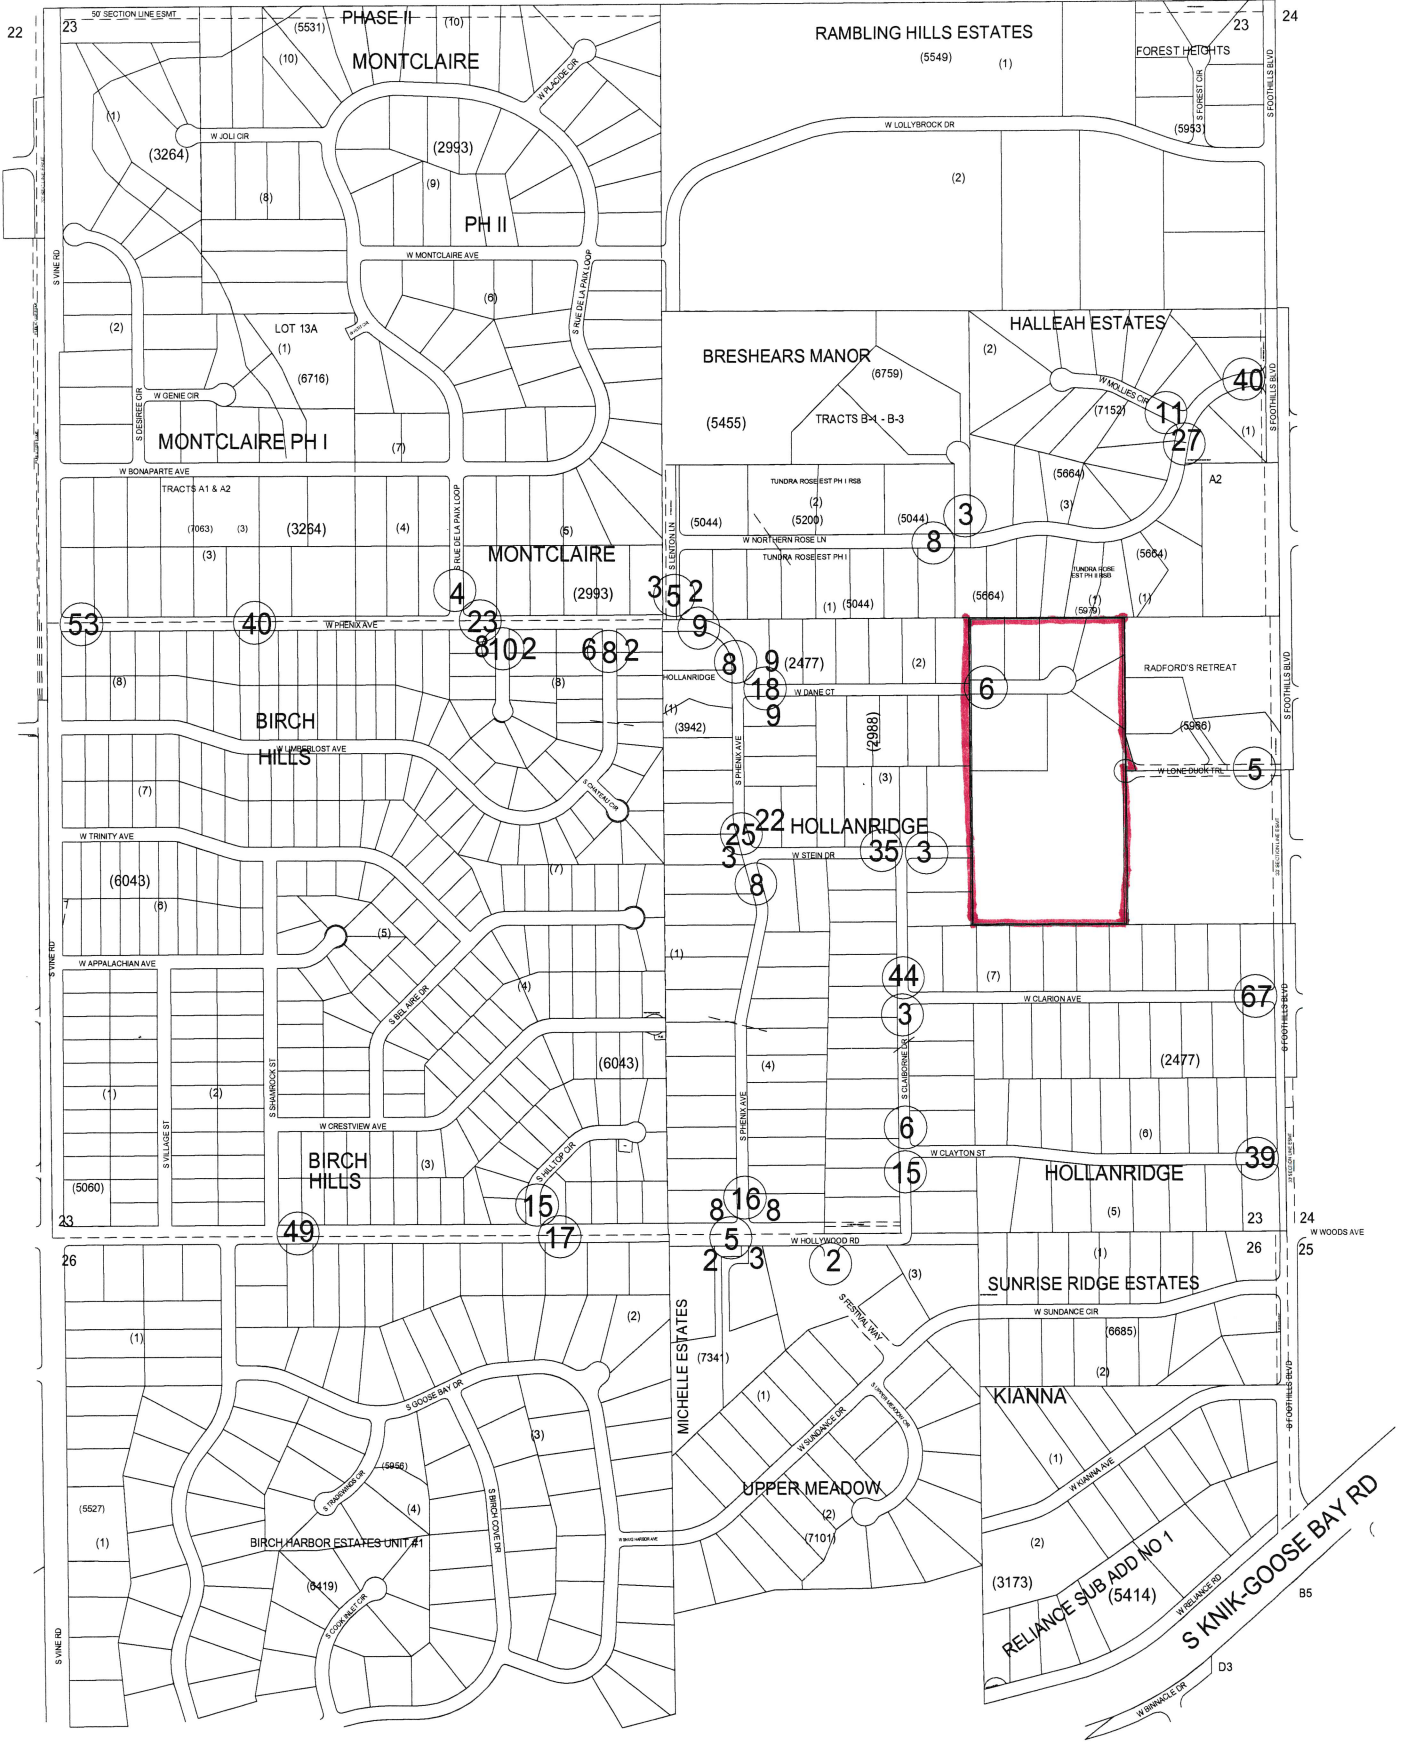 22
50' SECTION LINE ESMT
23
(5531)
PHASE II
(10)
(10)
MONTCLAIRE
W PLACIDE CIR
RAMBLING HILLS ESTATES
(5549)
(1)
23
24
FOREST HEIGHTS
S FOREST CIR
S FOOTHILLS BLVD
(5953)
(1)
W JOLI CIR
(3264)
(2993)
(9)
(8)
W LOLLYBROCK DR
(2)
PH II
S VINE RD
W MONTCLAIRE AVE
S RUE DE LA PAIX LOOP
(6)
(2)
LOT 13A
(1)
(6716)
S DESIREE CIR
W GENIE CIR
MONTCLAIRE PH I
(7)
W BONAPARTE AVE
BRESHEARS MANOR
(6759)
(5455)
TRACTS B-1 - B-3
HALLEAH ESTATES
(2)
W MOLLIES CIR
(7152)
11
40
27
(1)
S FOOTHILLS BLVD
TRACTS A1 & A2
(7063)
(3)
(3264)
(4)
(3)
S RUE DE LA PAIX LOOP
(5)
MONTCLAIRE
(2993)
S LENTON LN
TUNDRA ROSE EST PH I RSB
(2)
(5044)
(5200)
(5044)
W NORTHERN ROSE LN
TUNDRA ROSE EST PH I
(1)
(5044)
3
8
(5664)
(3)
A2
(5664)
TUNDRA ROSE
EST PH II RSB
(5664)
(1)
(1)
(5979)
53
40
W PHENIX AVE
4
23
8
10
2
6
8
2
3
5
2
9
8
9
18
9
(2477)
(2)
W DANE CT
6
HOLLANRIDGE
(1)
(3942)
S PHENIX AVE
(2988)
(3)
RADFORD'S RETREAT
(5966)
W LONE DUCK TRL
5
S FOOTHILLS BLVD
(8)
(8)
BIRCH
HILLS
W LIMBERLOST AVE
S CHATEAU CIR
(7)
W TRINITY AVE
(7)
(6043)
(6)
(5)
22
25
3
HOLLANRIDGE
W STEIN DR
35
3
8
33' SECTION LINE ESMT
S VINE RD
W APPALACHIAN AVE
S BEL AIRE DR
(4)
(1)
44
(7)
W CLARION AVE
67
3
S FOOTHILLS BLVD
(1)
(2)
S SHAMROCK ST
S VILLAGE ST
(6043)
(4)
S PHENIX AVE
S CLAIBORNE DR
(2477)
W CRESTVIEW AVE
BIRCH
HILLS
(3)
S HILLTOP CIR
(5060)
23
6
W CLAYTON ST
(6)
39
15
HOLLANRIDGE
(5)
23
24
15
8
16
8
49
17
5
W HOLLYWOOD RD
2
3
2
W WOODS AVE
26
26
25
(1)
(3)
SUNRISE RIDGE ESTATES
W SUNDANCE CIR
(6685)
(2)
S FESTIVAL WAY
(2)
(1)
MICHELLE ESTATES
(7341)
(1)
S GOOSE BAY DR
W SUNDANCE DR
S UPPER MEADOW CIR
KIANNA
S FOOTHILLS BLVD
(3)
(1)
W KIANNA AVE
(5956)
S TRADEWINDS CIR
(4)
S BIRCH COVE DR
UPPER MEADOW
(2)
(7101)
(5527)
(1)
BIRCH HARBOR ESTATES UNIT #1
(6419)
S COOK INLET CIR
(2)
(3173)
RELIANCE SUB ADD NO 1
(5414)
W RELIANCE RD
S KNIK-GOOSE BAY RD
B5
S VINE RD
D3
W BINNACLE DR